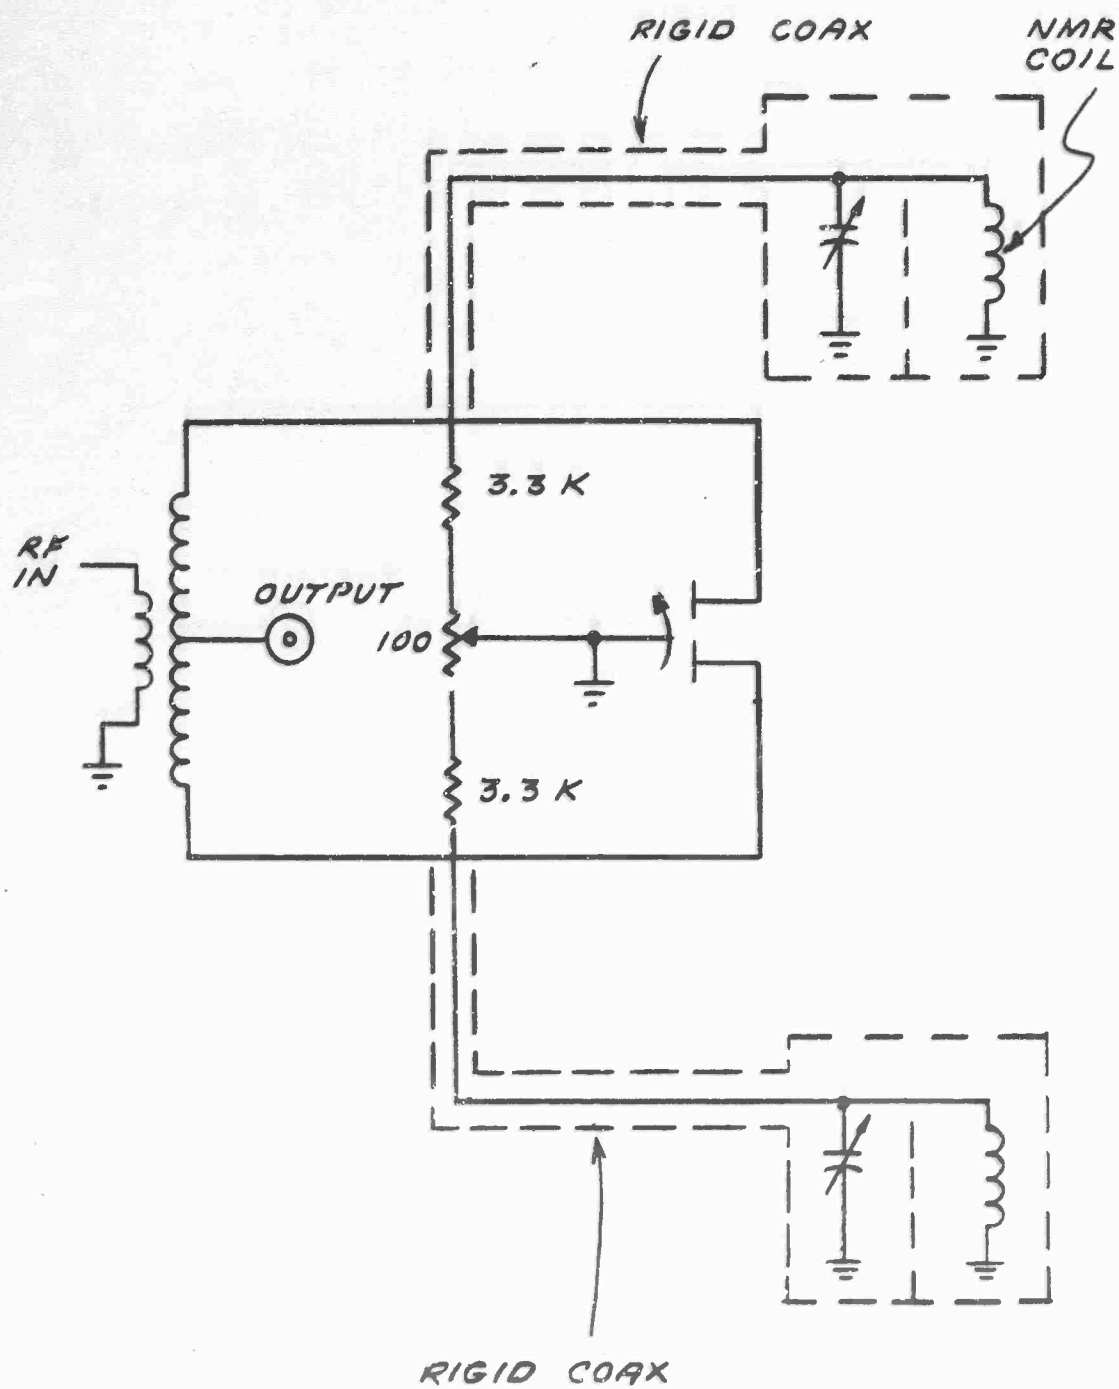 RIGID COAX
NMR
COIL
3.3 K
RF
IN
OUTPUT
100
3.3 K
RIGID COAX